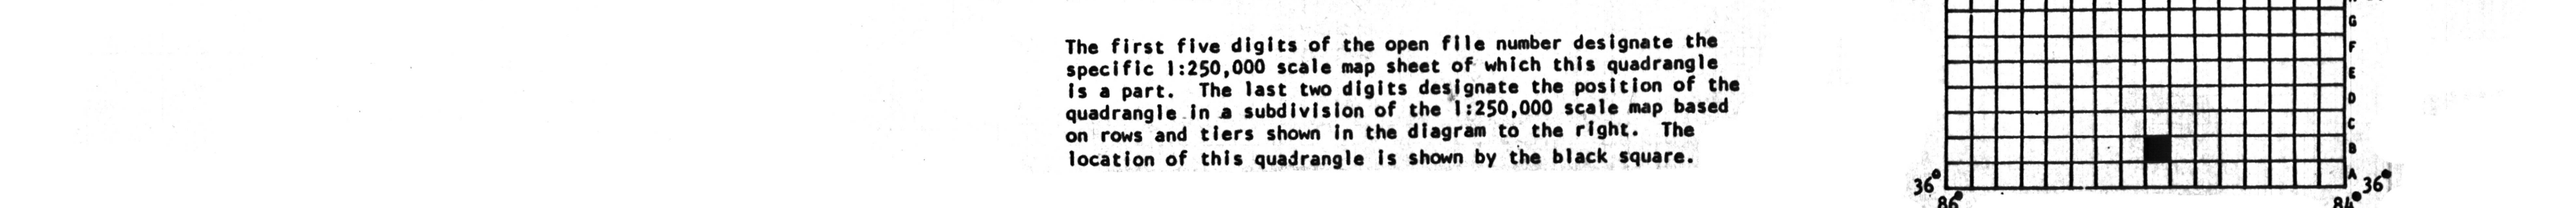 The first five digits of the open file number designate the
specific 1:250,000 scale map sheet of which this quadrangle
is a part. The last two digits designate the position of the
quadrangle in a subdivision of the 1:250,000 scale map based
on rows and tiers shown in the diagram to the right. The
location of this quadrangle is shown by the black square.
G
F
E
D
C
B
A
36° 36°
86° 84°